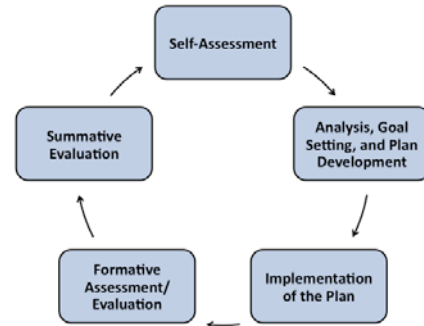 Self-Assessment
Analysis, Goal
Setting, and Plan
Development
Implementation
of the Plan
Formative
Assessment/
Evaluation
Summative
Evaluation